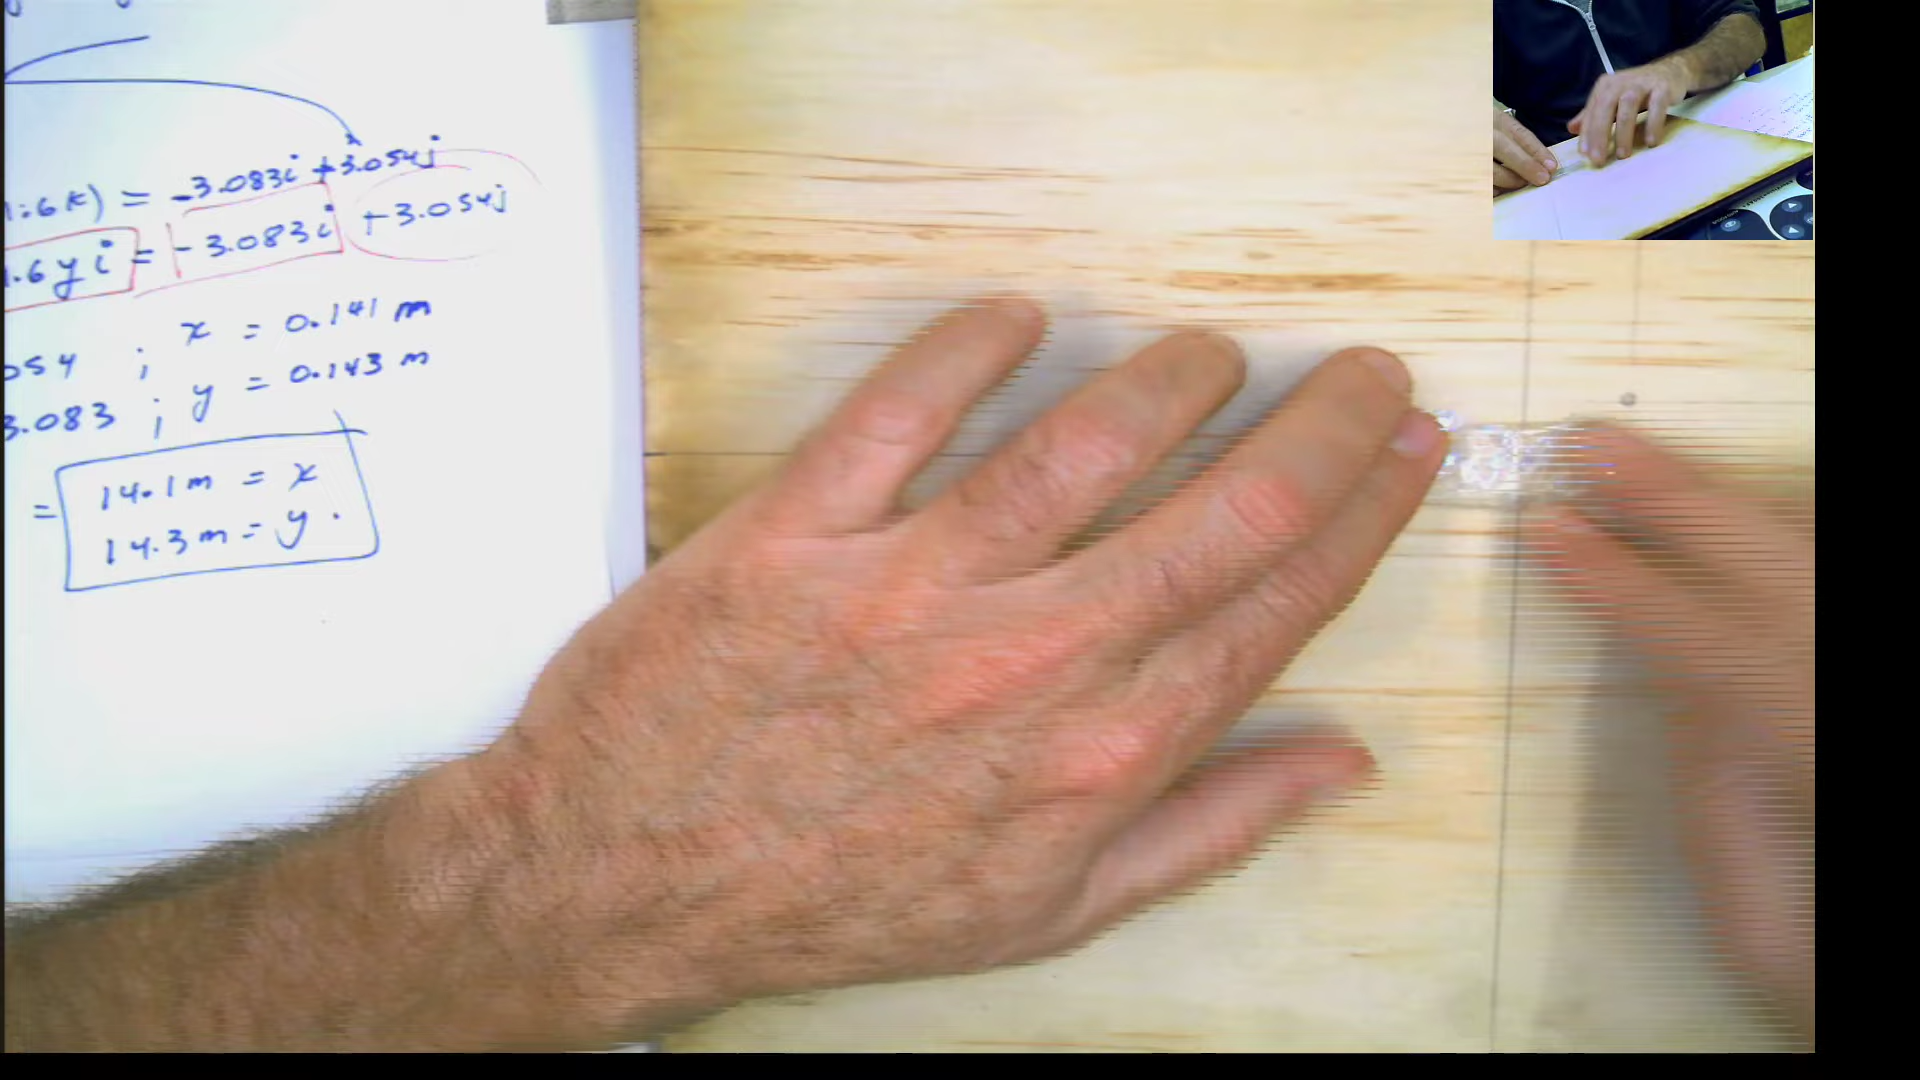 1.6k) = -3.083i +3.054j
1.6yi = -3.083i +3.054j
054 ; x = 0.141 m
3.083 ; y = 0.143 m
= 14.1m = x
14.3m = y.